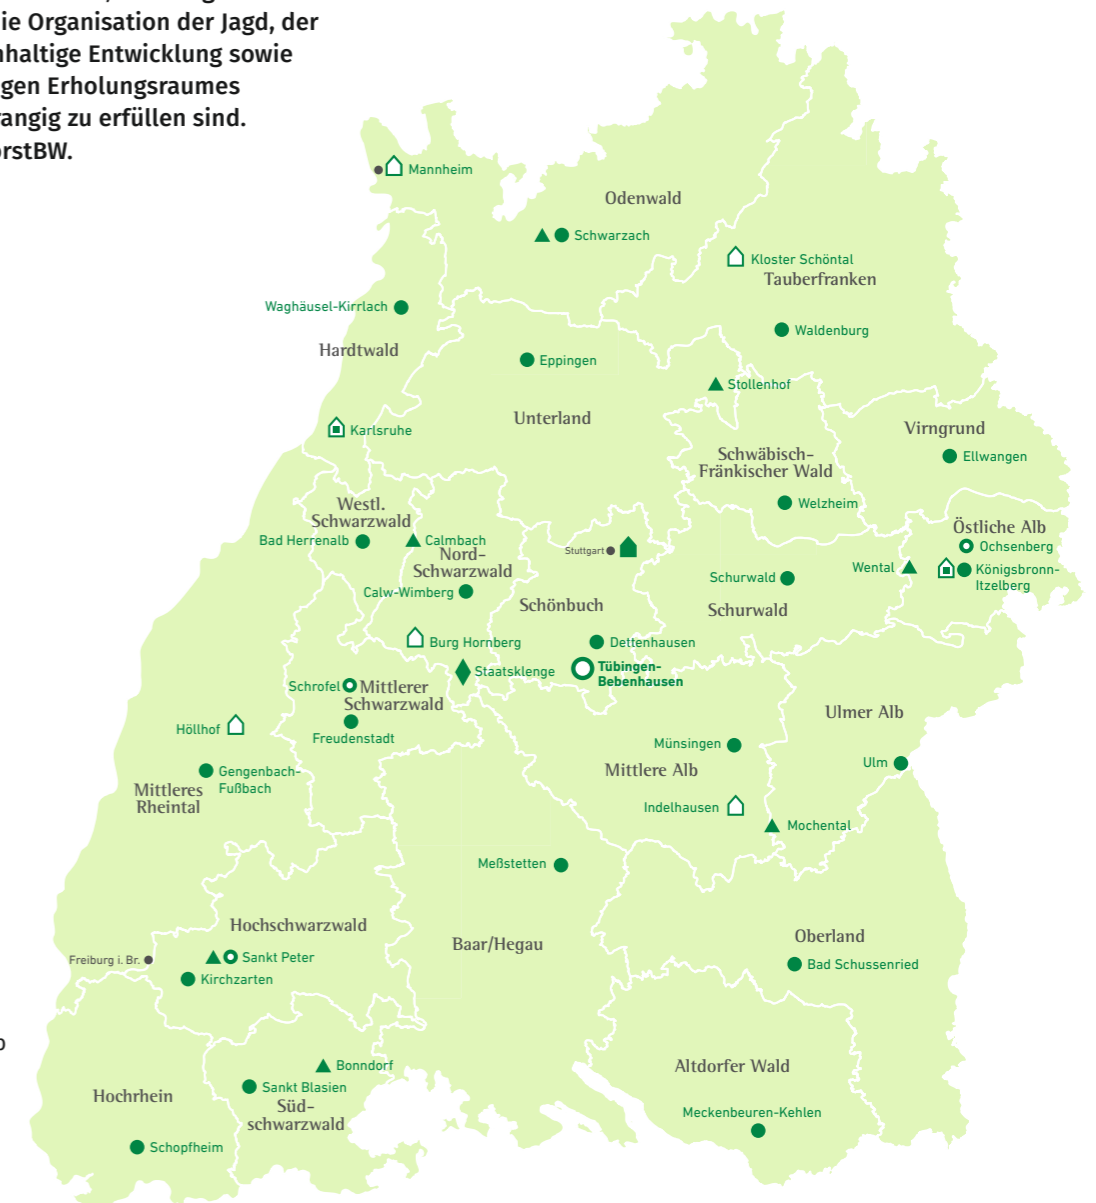 ie Organisation der Jagd, der
nhaltige Entwicklung sowie
gen Erholungsraumes
rangig zu erfüllen sind.
orstBW.
Mannheim
Odenwald
Schwarzach
Kloster Schöntal
Tauberfranken
Waghäusel-Kirrlach
Waldenburg
Hardtwald
Eppingen
Stollenhof
Unterland
Karlsruhe
Virngrund
Schwäbisch-
Fränkischer Wald
Ellwangen
Westl.
Schwarzwald
Welzheim
Östliche Alb
Bad Herrenalb
Calmbach
Stuttgart
Ochsenberg
Nord-
Schwarzwald
Wental
Königsbronn-
Itzelberg
Schurwald
Calw-Wimberg
Schönbuch
Schurwald
Burg Hornberg
Dettenhausen
Staatsklenge
Tübingen-
Bebenhausen
Schrofel
Mittlerer
Schwarzwald
Ulmer Alb
Höllhof
Freudenstadt
Münsingen
Ulm
Gengenbach-
Fußbach
Mittlere Alb
Mittleres
Rheintal
Indelhausen
Mochental
Meßstetten
Hochschwarzwald
Baar/Hegau
Oberland
Freiburg i. Br.
Sankt Peter
Bad Schussenried
Kirchzarten
Bonndorf
Altdorfer Wald
Sankt Blasien
Hochrhein
Süd-
schwarzwald
Meckenbeuren-Kehlen
Schopfheim